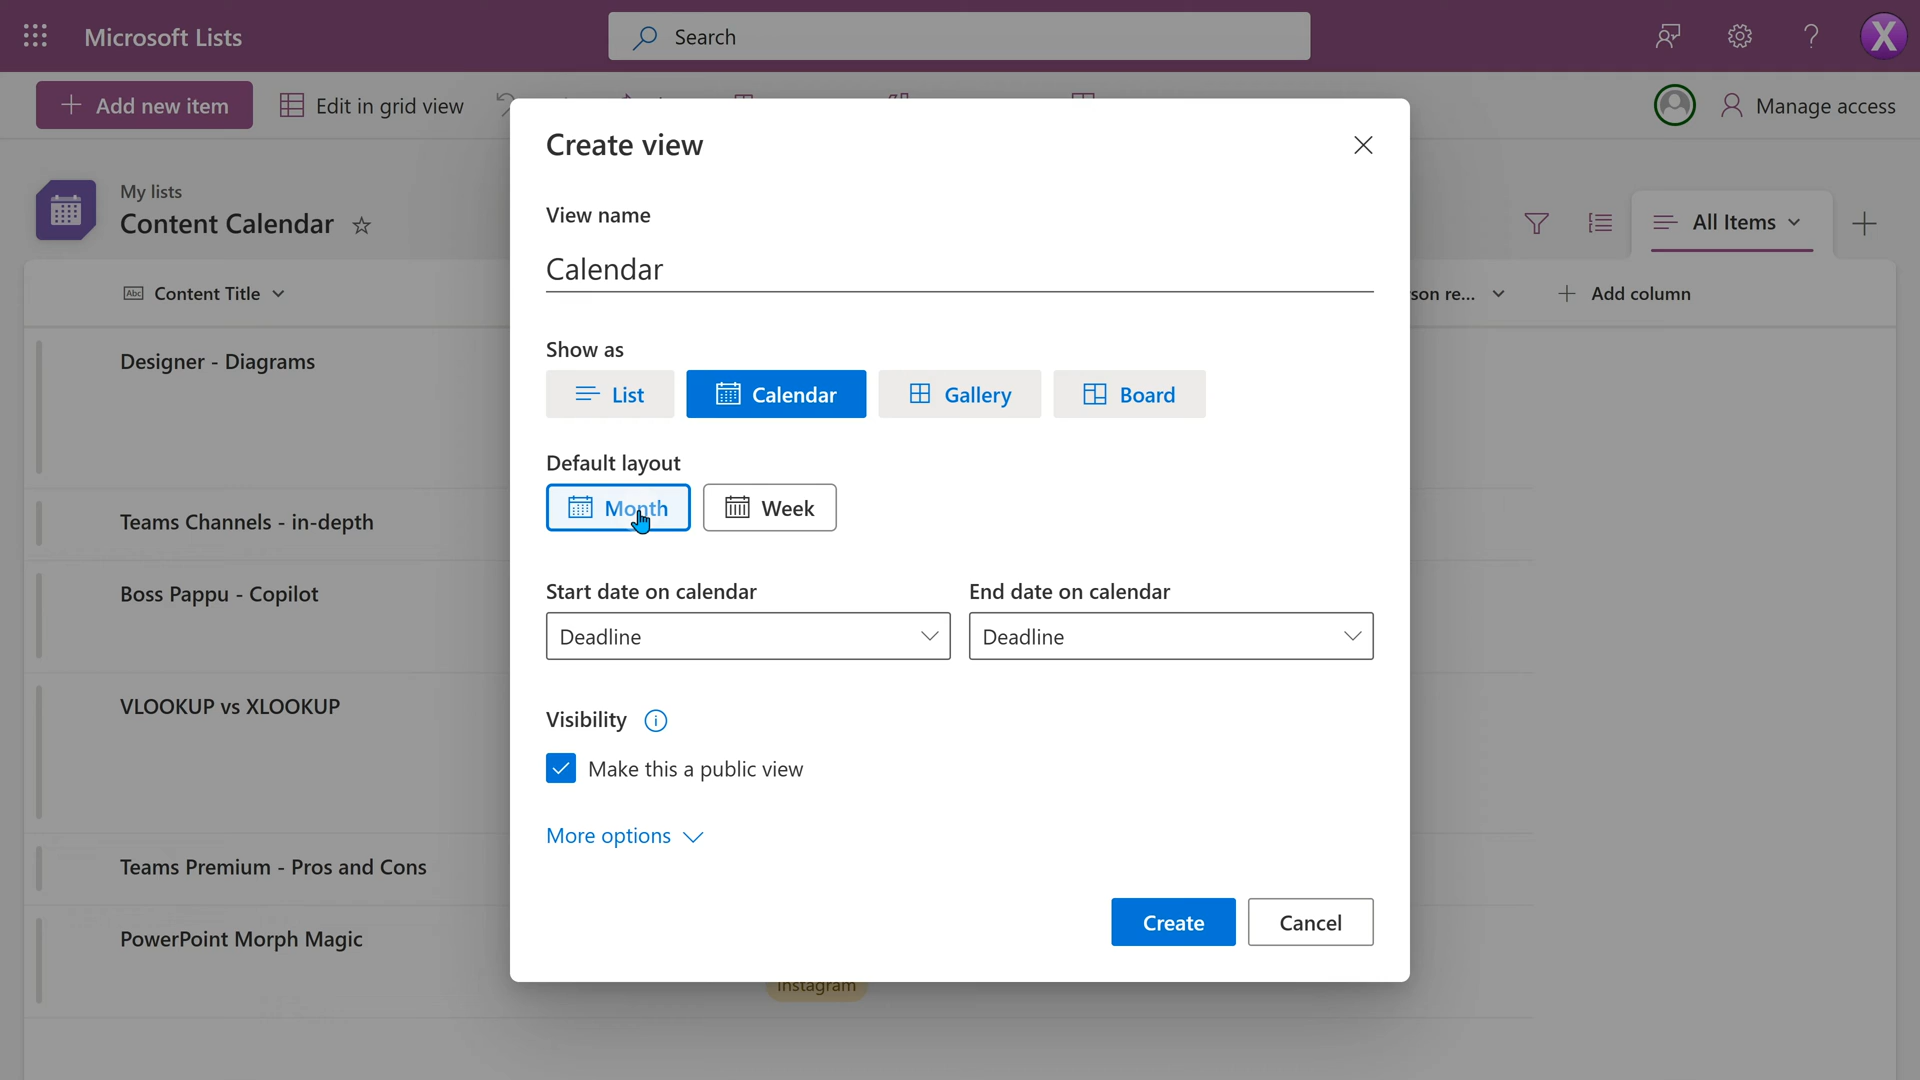 Microsoft Lists
Search
X
Add new item
Edit in grid view
Manage access
My lists
Content Calendar
All Items
Abc Content Title
son re...
Add column
Designer - Diagrams
Teams Channels - in-depth
Boss Pappu - Copilot
VLOOKUP vs XLOOKUP
Teams Premium - Pros and Cons
PowerPoint Morph Magic
Instagram
Create view
View name
Calendar
Show as
List
Calendar
Gallery
Board
Default layout
Month
Week
Start date on calendar
End date on calendar
Deadline
Deadline
Visibility
Make this a public view
More options
Create
Cancel